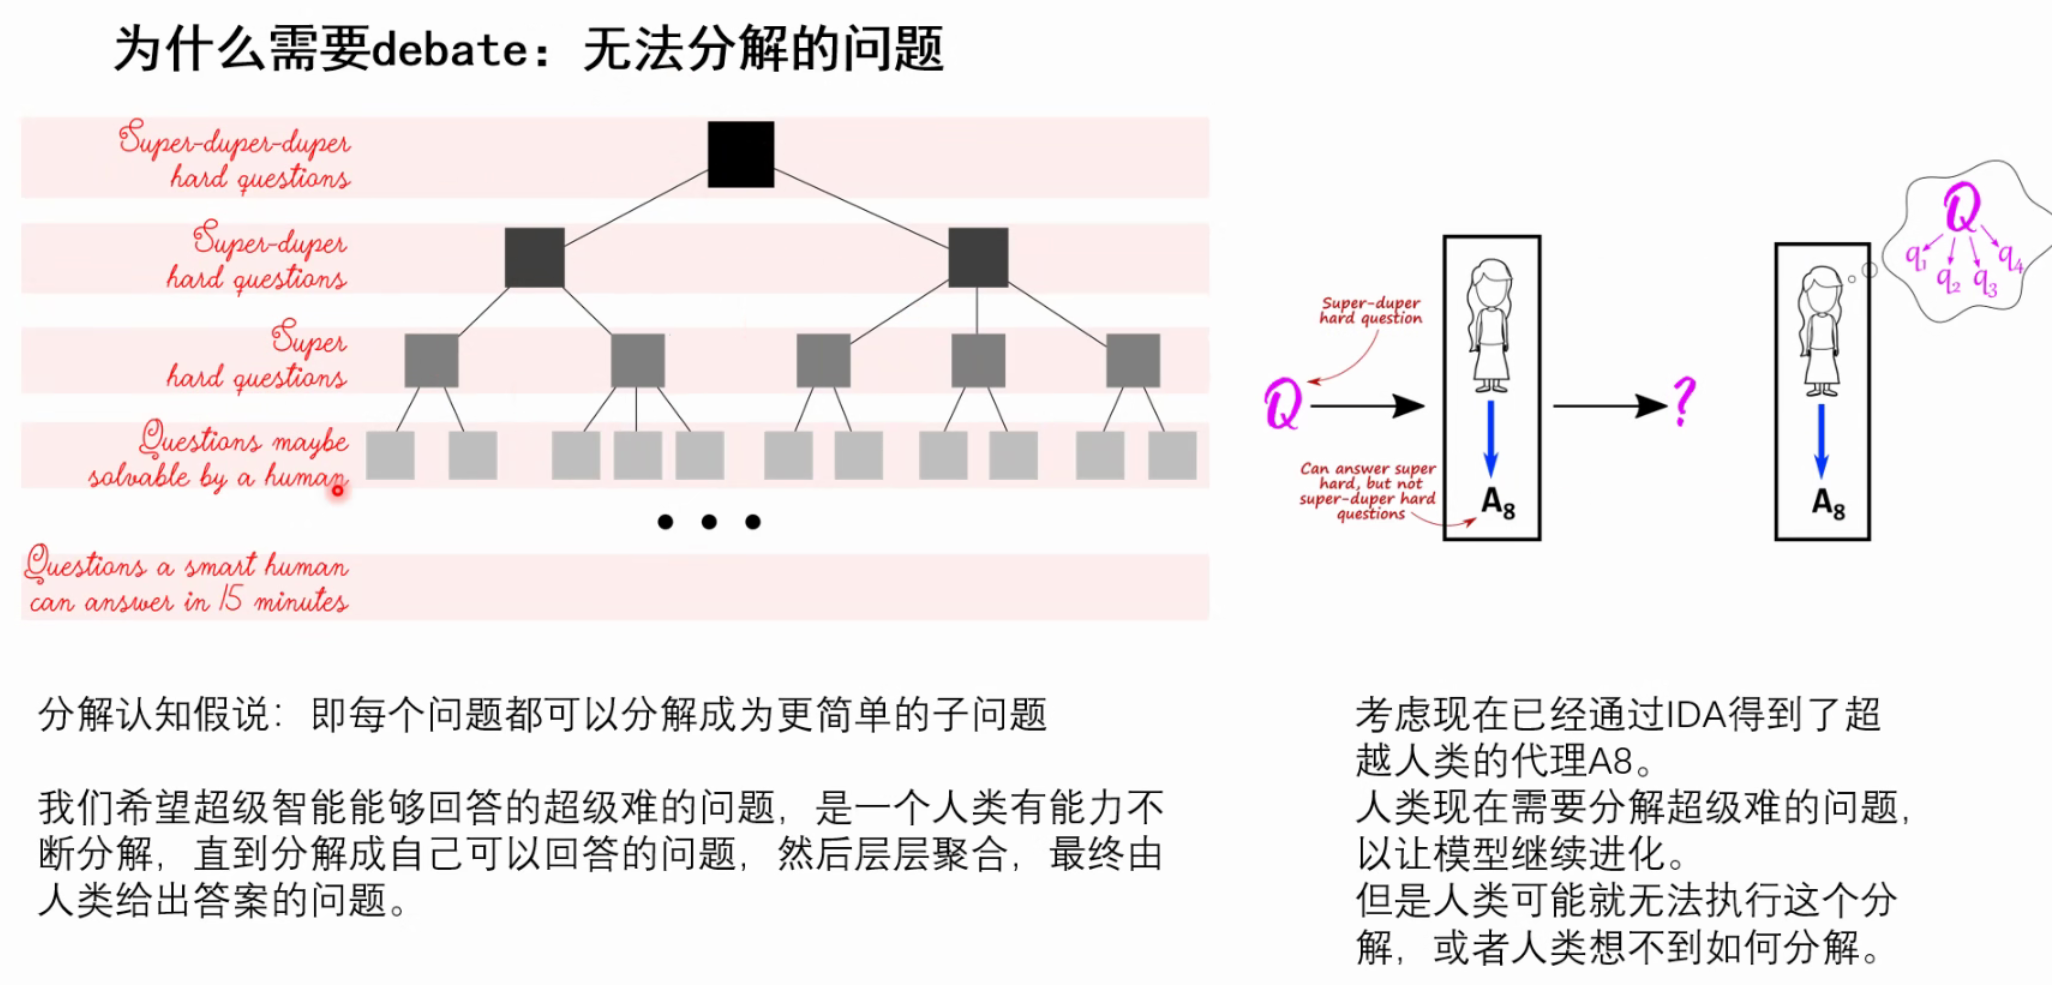 为什么需要debate：无法分解的问题
Super-duper-duper
hard questions
Super-duper
hard questions
Super
hard questions
Questions maybe
solvable by a human
Questions a smart human
can answer in 15 minutes
Super-duper
hard question
Q
Can answer super
hard, but not
super-duper hard
questions
A8
?
Q
q1
q2
q3
q4
A8
分解认知假说：即每个问题都可以分解成为更简单的子问题
我们希望超级智能能够回答的超级难的问题，是一个人类有能力不
断分解，直到分解成自己可以回答的问题，然后层层聚合，最终由
人类给出答案的问题。
考虑现在已经通过IDA得到了超
越人类的代理A8。
人类现在需要分解超级难的问题，
以让模型继续进化。
但是人类可能就无法执行这个分
解，或者人类想不到如何分解。